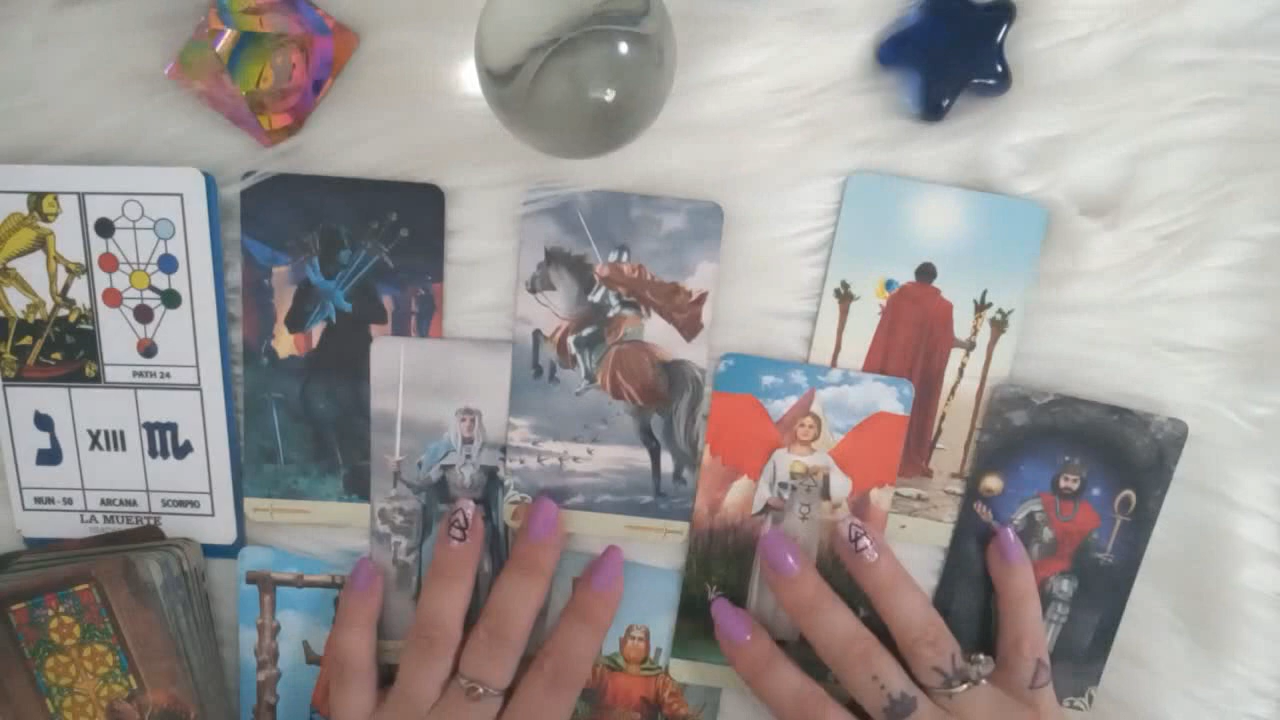 PATH 24
נ XIII ♏
NUN - 50 ARCANA SCORPIO
LA MUERTE